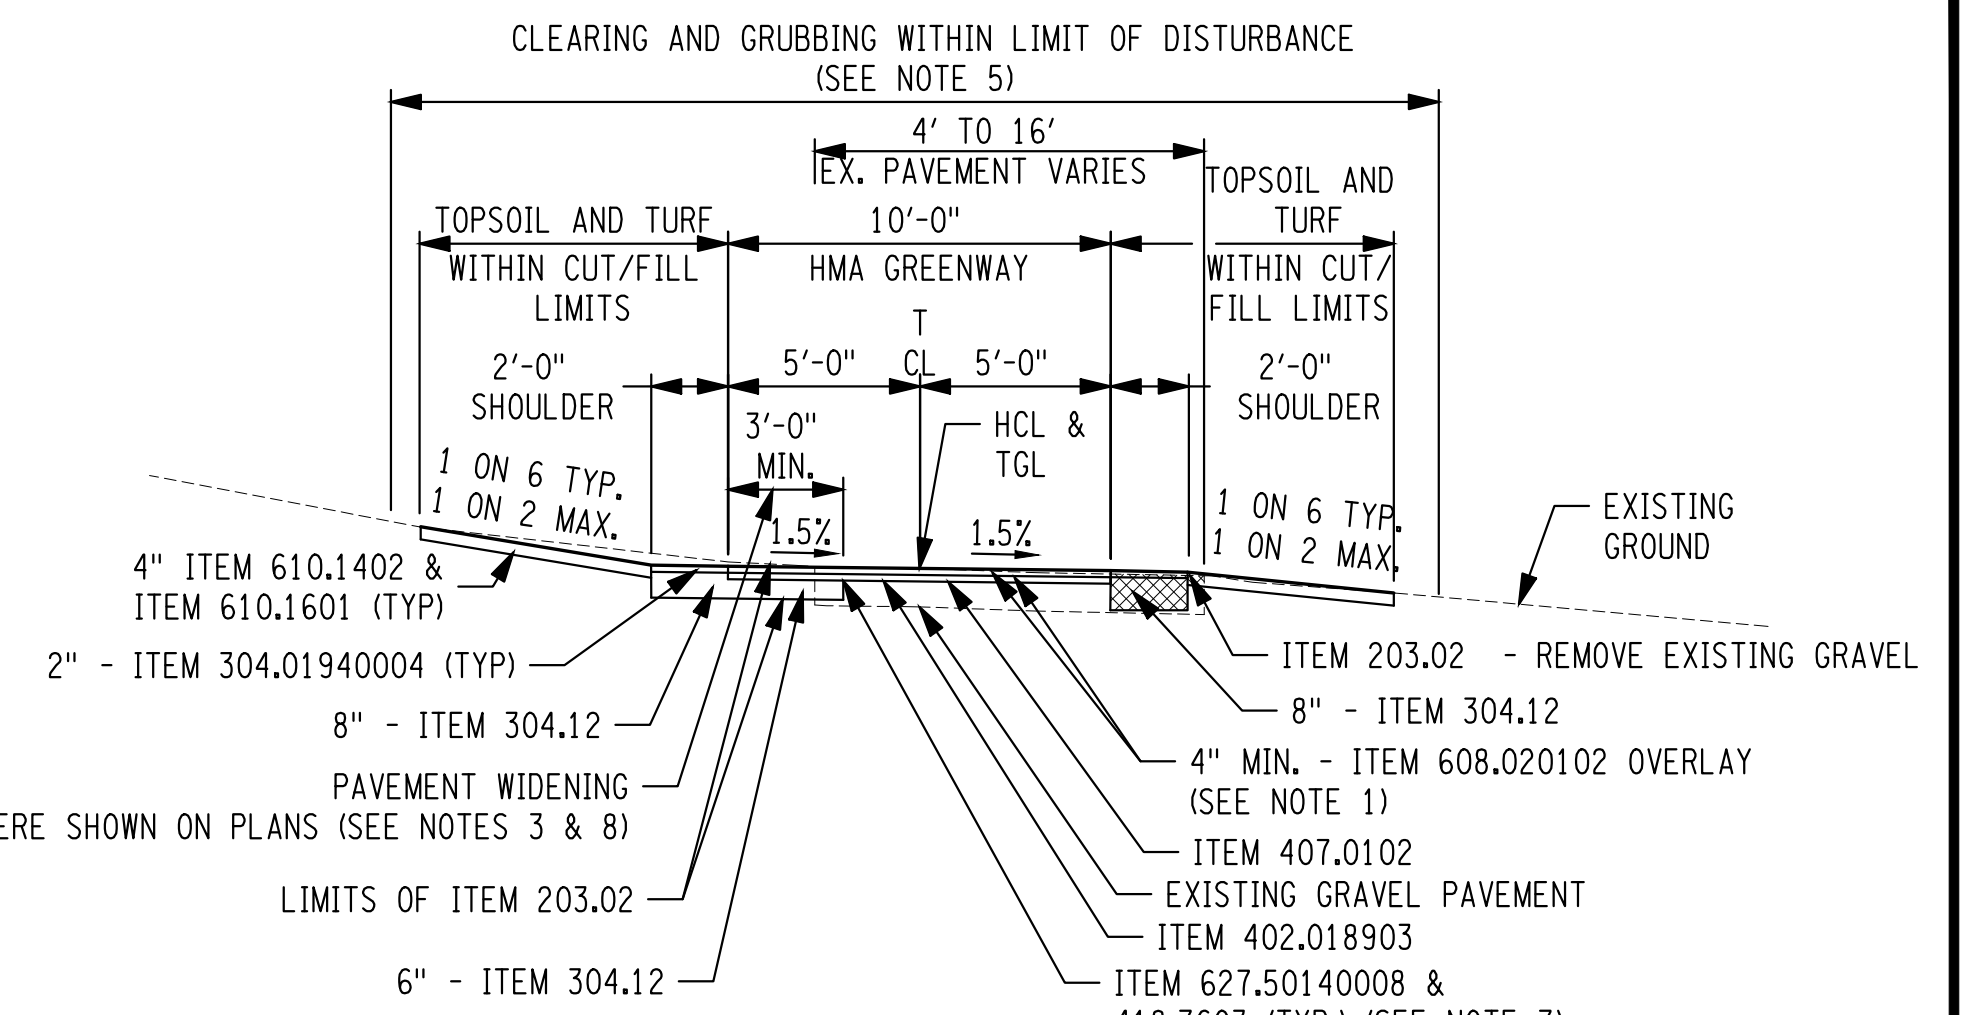 CLEARING AND GRUBBING WITHIN LIMIT OF DISTURBANCE
(SEE NOTE 5)
4' TO 16'
EX. PAVEMENT VARIES
TOPSOIL AND TURF
WITHIN CUT/FILL
LIMITS
10'-0"
HMA GREENWAY
TOPSOIL AND
TURF
WITHIN CUT/
FILL LIMITS
2'-0"
SHOULDER
5'-0"
T
CL
5'-0"
2'-0"
SHOULDER
3'-0"
MIN.
HCL &
TGL
1 ON 6 TYP.
1 ON 2 MAX.
1.5%
1.5%
1 ON 6 TYP.
1 ON 2 MAX.
EXISTING
GROUND
4" ITEM 610.1402 &
ITEM 610.1601 (TYP)
2" - ITEM 304.01940004 (TYP)
8" - ITEM 304.12
PAVEMENT WIDENING
SHOWN ON PLANS (SEE NOTES 3 & 8)
LIMITS OF ITEM 203.02
6" - ITEM 304.12
ITEM 203.02 - REMOVE EXISTING GRAVEL
8" - ITEM 304.12
4" MIN. - ITEM 608.020102 OVERLAY
(SEE NOTE 1)
ITEM 407.0102
EXISTING GRAVEL PAVEMENT
ITEM 402.018903
ITEM 627.50140008 &